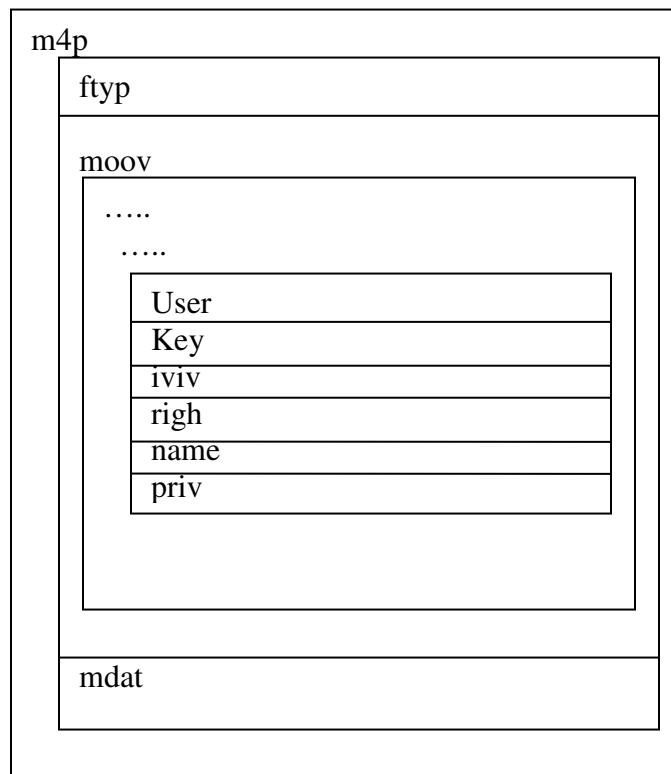 m4p
ftyp
moov
…..
…..
User
Key
iviv
righ
name
priv
mdat